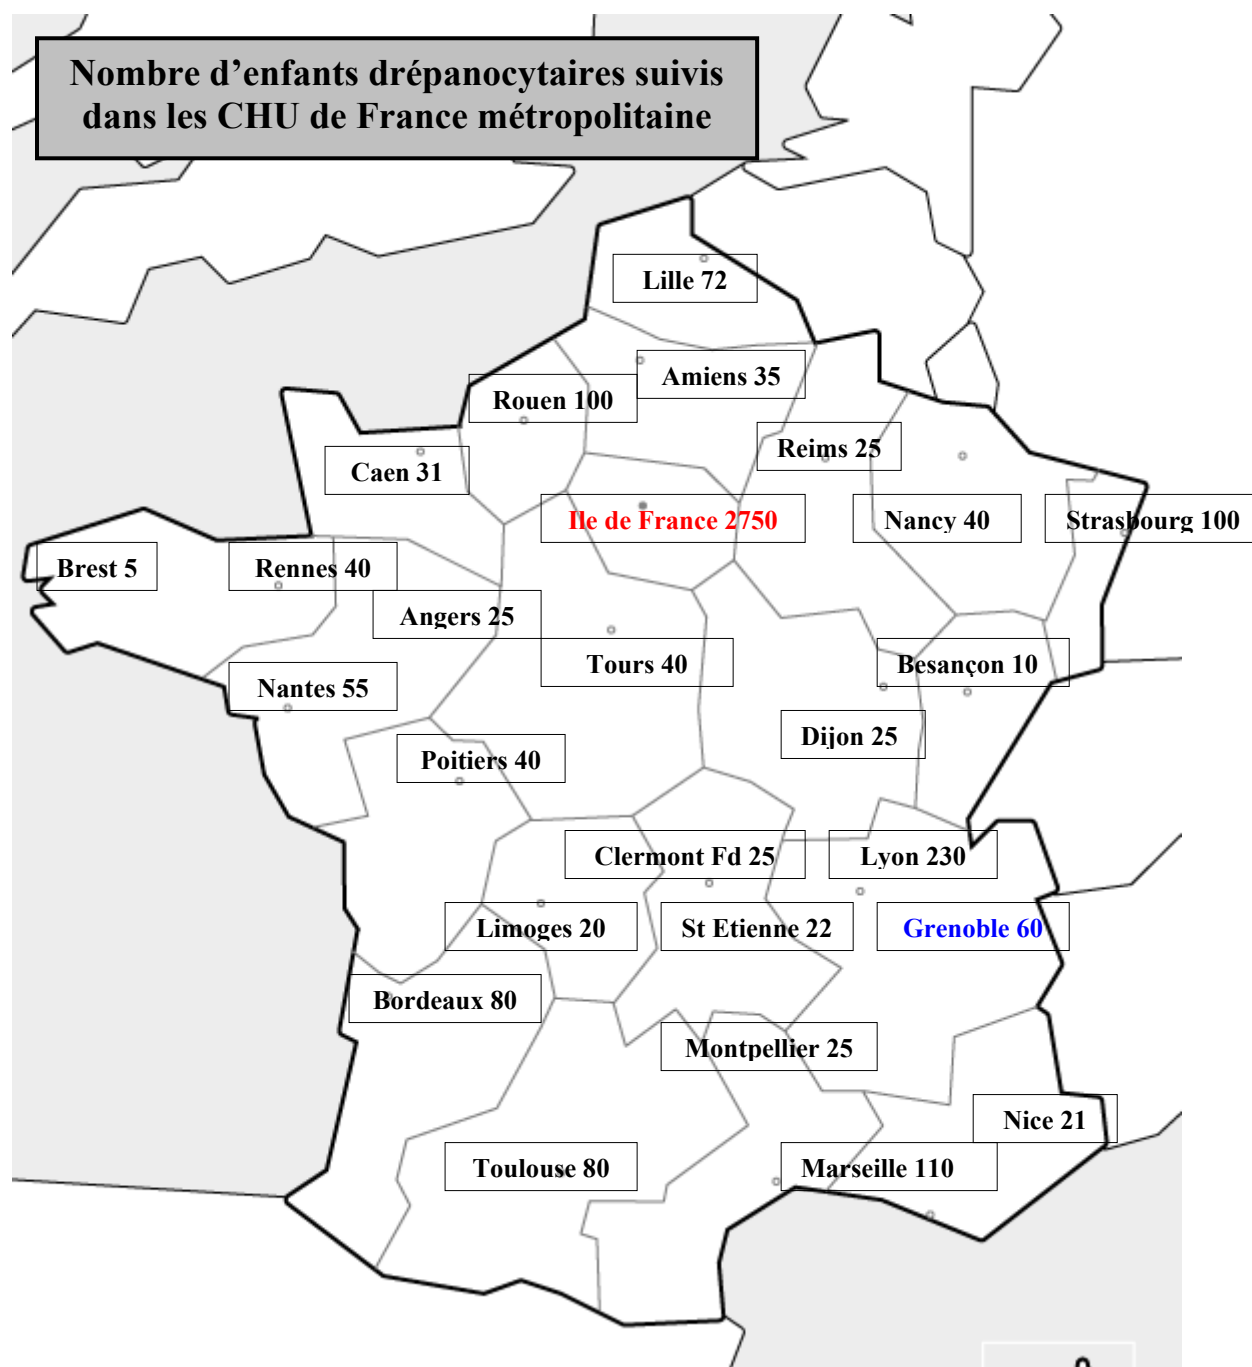 Nombre d’enfants drépanocytaires suivis
dans les CHU de France métropolitaine
Lille 72
Amiens 35
Rouen 100
Reims 25
Caen 31
Ile de France 2750
Nancy 40
Strasbourg 100
Brest 5
Rennes 40
Angers 25
Tours 40
Besançon 10
Nantes 55
Dijon 25
Poitiers 40
Clermont Fd 25
Lyon 230
Limoges 20
St Etienne 22
Grenoble 60
Bordeaux 80
Montpellier 25
Nice 21
Toulouse 80
Marseille 110